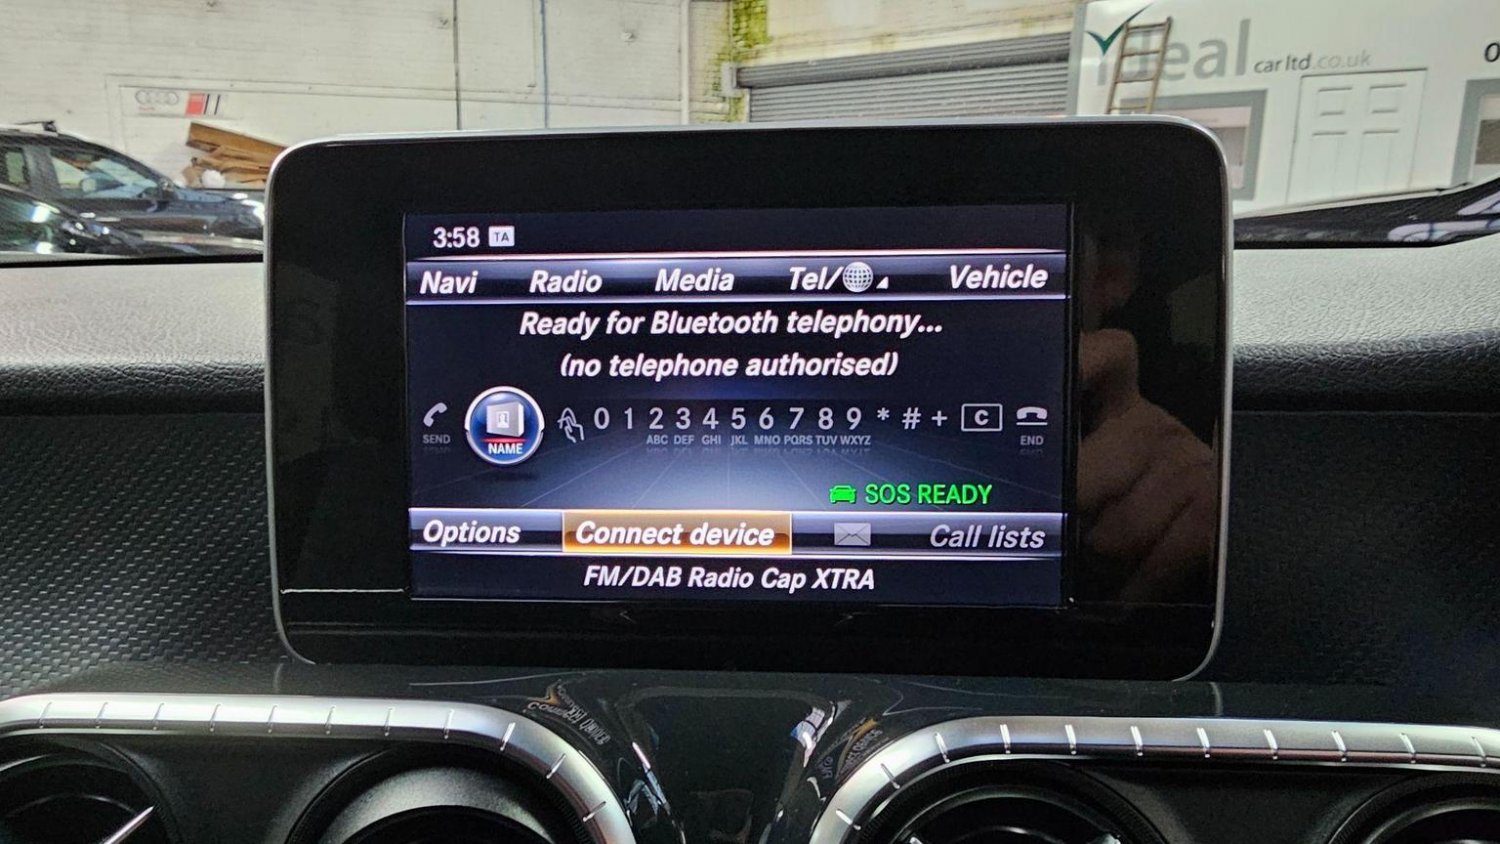 ideal carltd.co.uk
0
3:58 TA
Navi Radio Media Tel/ Vehicle
Ready for Bluetooth telephony...
(no telephone authorised)
0 1 2 3 4 5 6 7 8 9 * # + C
SEND NAME ABC DEF GHI JKL MNO PQRS TUV WXYZ END
SOS READY
Options Connect device Call lists
FM/DAB Radio Cap XTRA